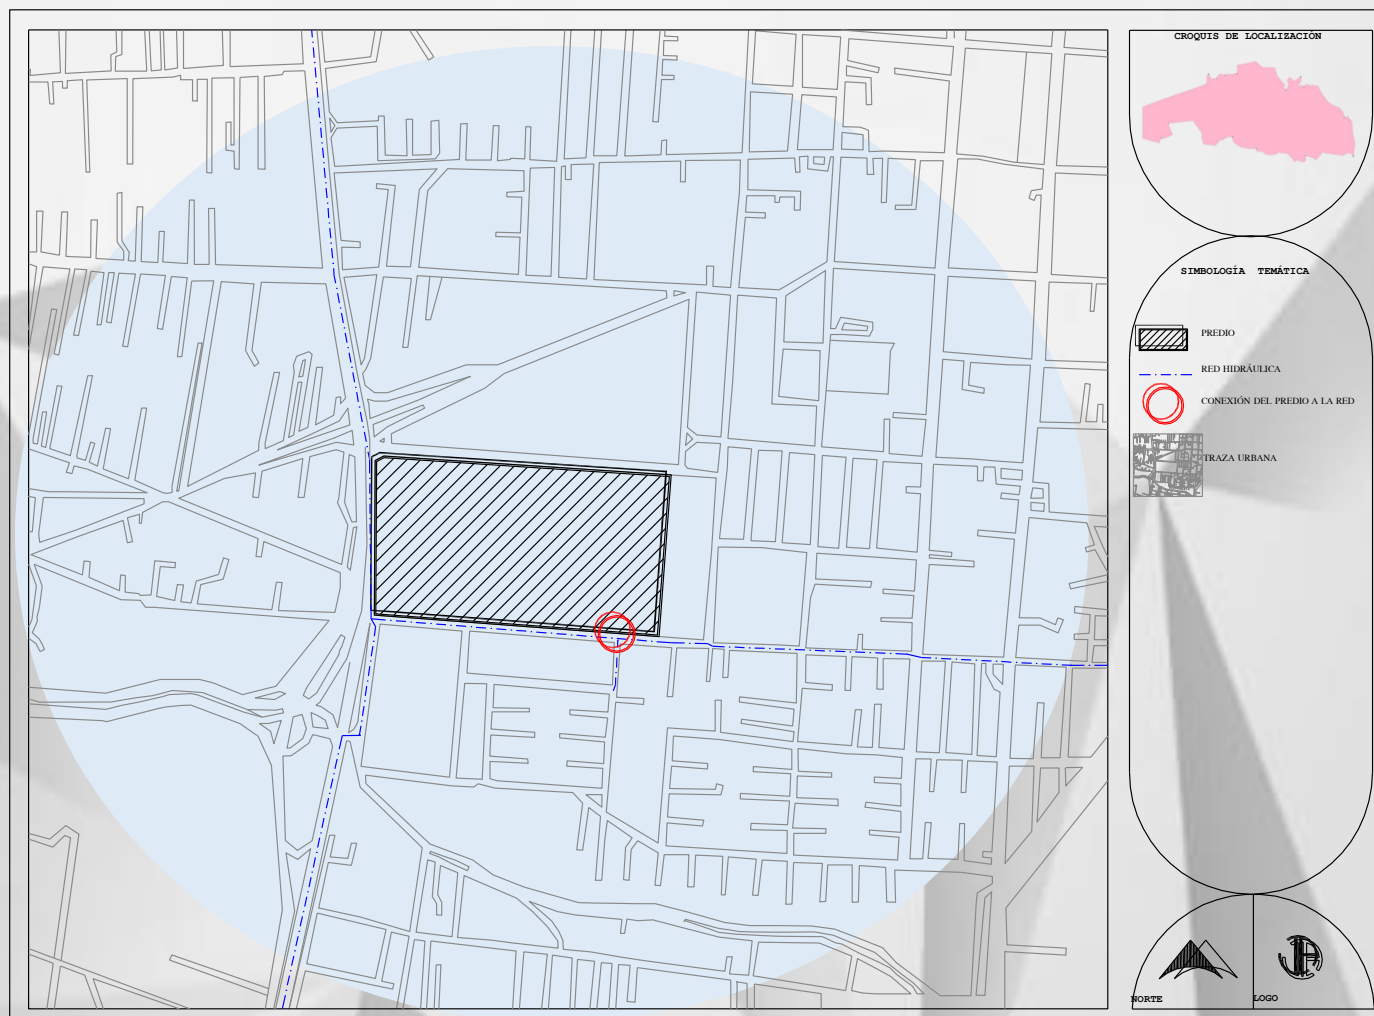 CROQUIS DE LOCALIZACIÓN
SIMBOLOGÍA TEMÁTICA
PREDIO
RED HIDRÁULICA
CONEXIÓN DEL PREDIO A LA RED
TRAZA URBANA
NORTE
LOGO